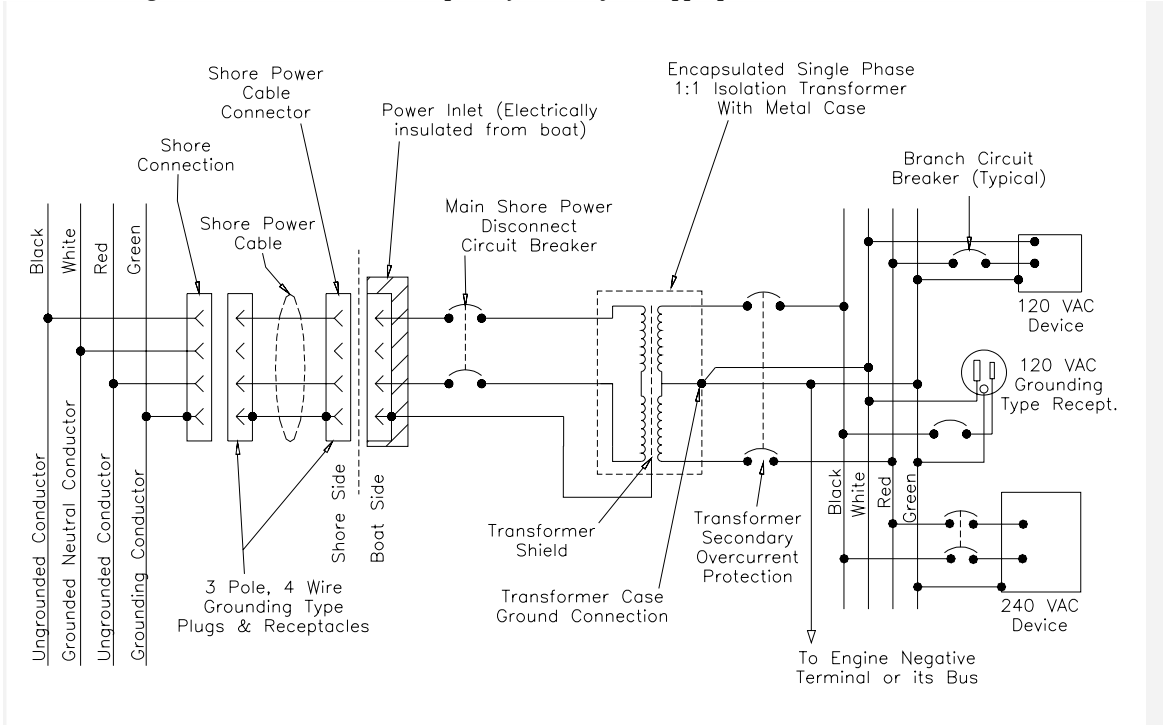 Shore Power
Cable
Connector
Encapsulated Single Phase
1:1 Isolation Transformer
With Metal Case
Power Inlet (Electrically
insulated from boat)
Shore
Connection
Branch Circuit
Breaker (Typical)
Shore Power
Cable
Main Shore Power
Disconnect
Circuit Breaker
Black
White
Red
Green
120 VAC
Device
120 VAC
Grounding
Type Recept.
Ungrounded Conductor
Grounded Neutral Conductor
Ungrounded Conductor
Grounding Conductor
Shore Side
Boat Side
Black
White
Red
Green
Transformer
Shield
Transformer
Secondary
Overcurrent
Protection
3 Pole, 4 Wire
Grounding Type
Plugs & Receptacles
Transformer Case
Ground Connection
240 VAC
Device
To Engine Negative
Terminal or its Bus